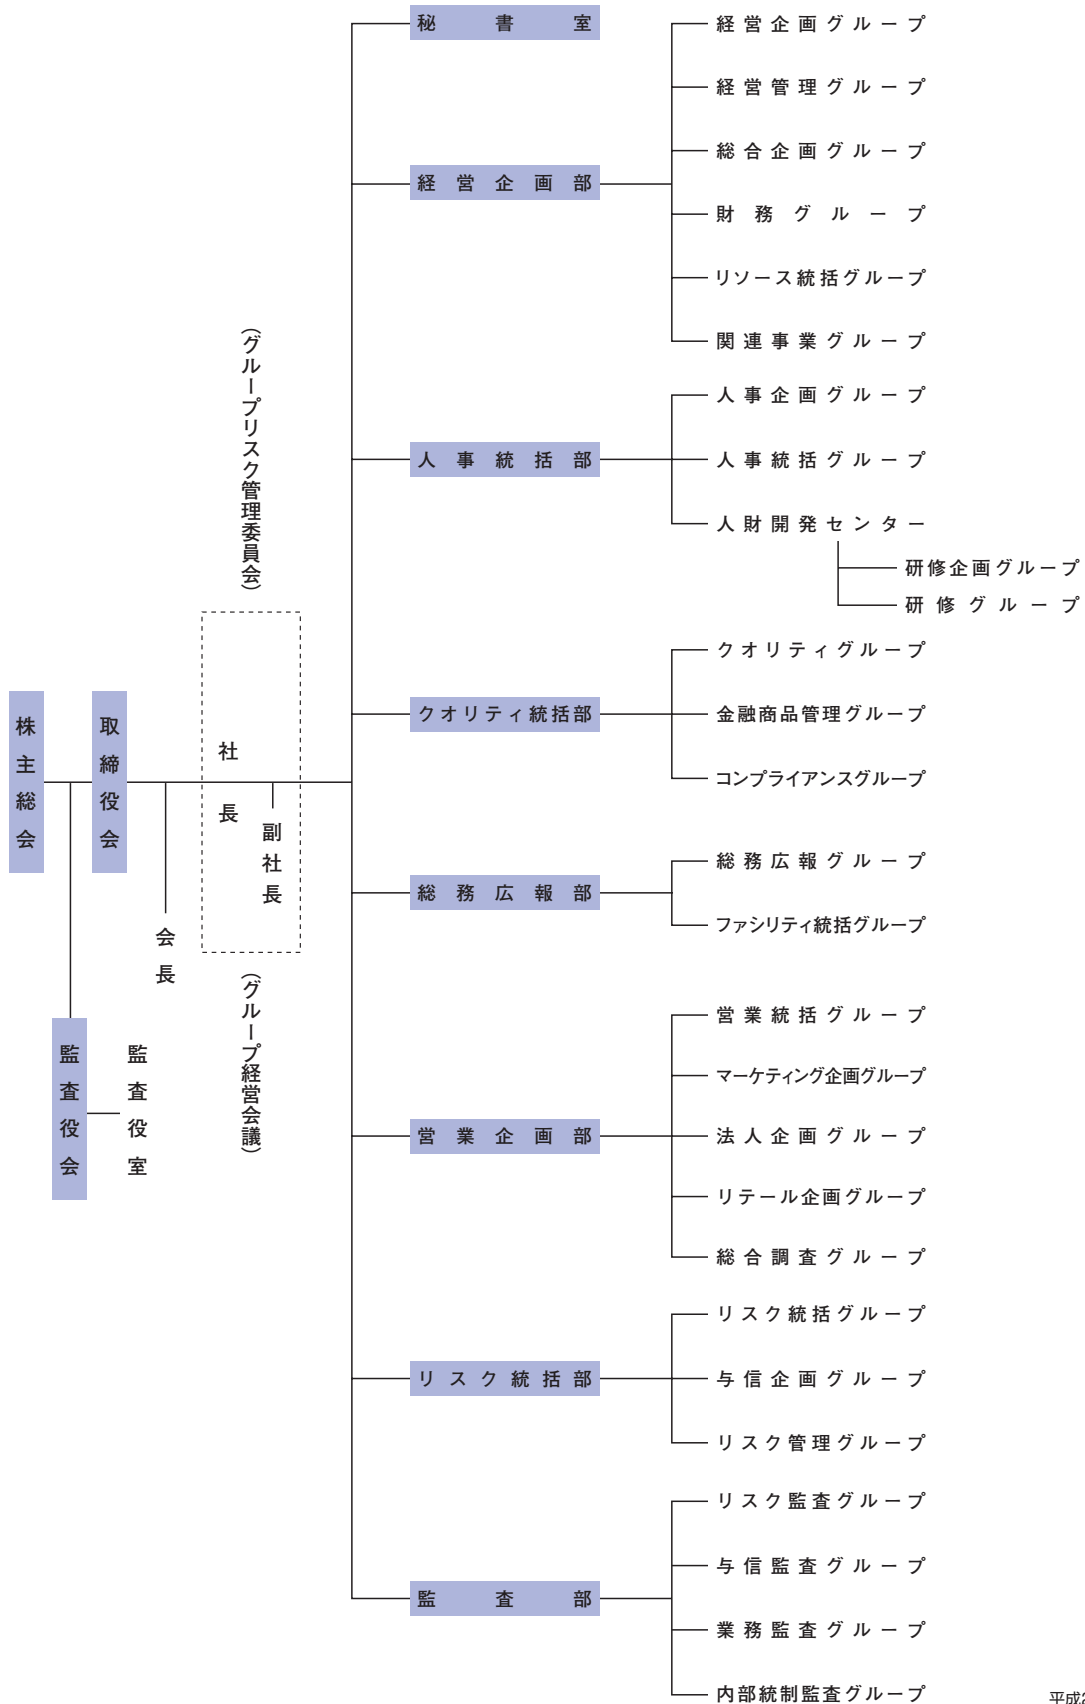 株主総会
取締役会
監査役会
監査役室
会長
社長
副社長
(グループリスク管理委員会)
(グループ経営会議)
秘書室
経営企画部
経営企画グループ
経営管理グループ
総合企画グループ
財務グループ
リソース統括グループ
関連事業グループ
人事統括部
人事企画グループ
人事統括グループ
人財開発センター
研修企画グループ
研修グループ
クオリティ統括部
クオリティグループ
金融商品管理グループ
コンプライアンスグループ
総務広報部
総務広報グループ
ファシリティ統括グループ
営業企画部
営業統括グループ
マーケティング企画グループ
法人企画グループ
リテール企画グループ
総合調査グループ
リスク統括部
リスク統括グループ
与信企画グループ
リスク管理グループ
監査部
リスク監査グループ
与信監査グループ
業務監査グループ
内部統制監査グループ
平成